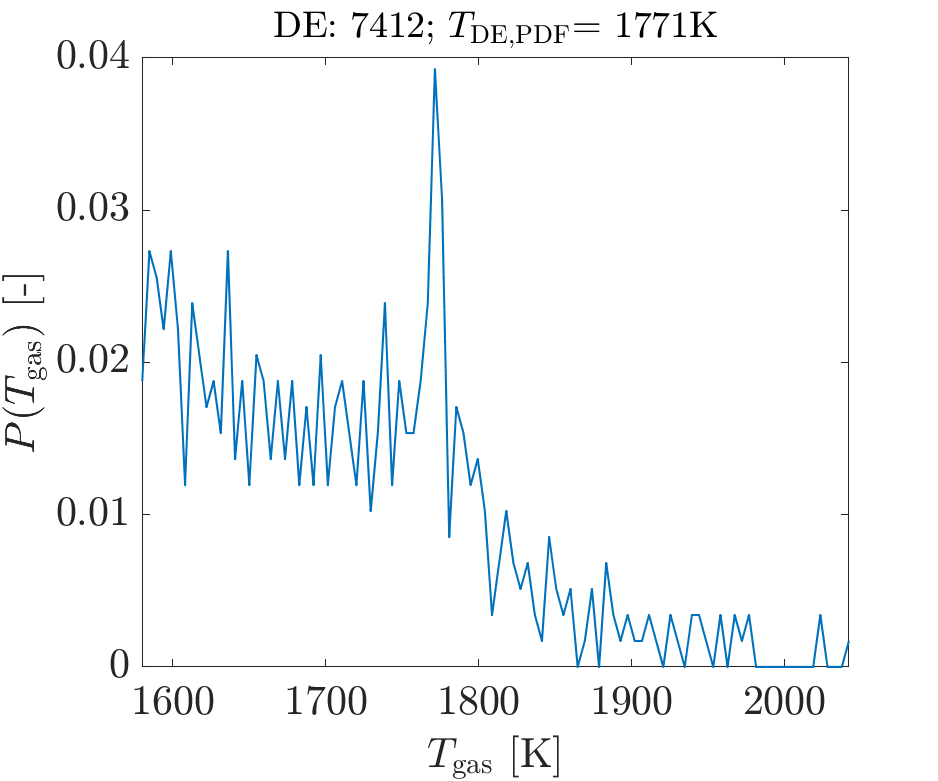 DE: 7412; T_DE,PDF= 1771K
0.04
0.03
0.02
0.01
0
P(T_gas) [-]
1600 1700 1800 1900 2000
T_gas [K]